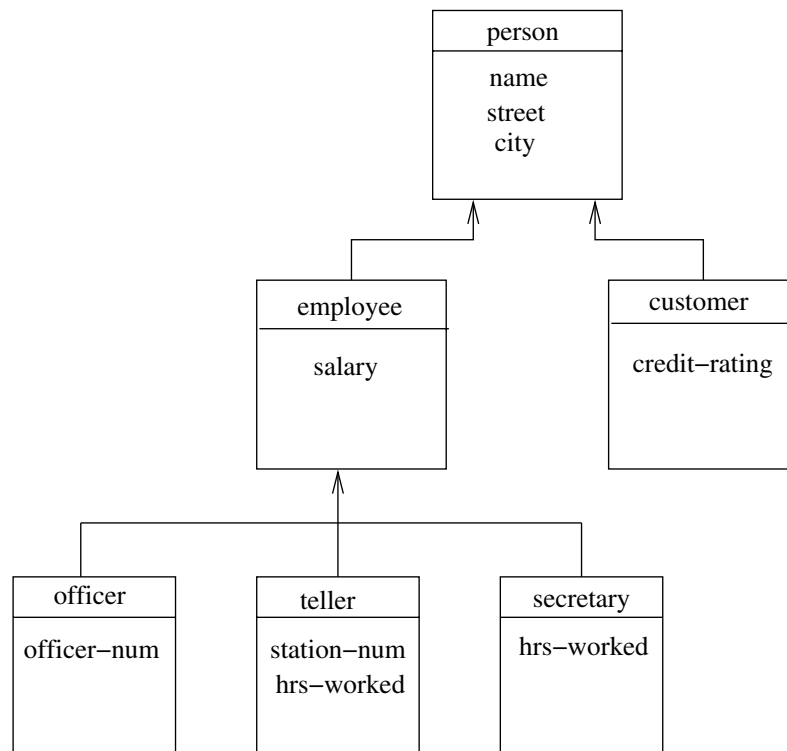 person
name
street
city
employee
salary
customer
credit−rating
officer
officer−num
teller
station−num
hrs−worked
secretary
hrs−worked